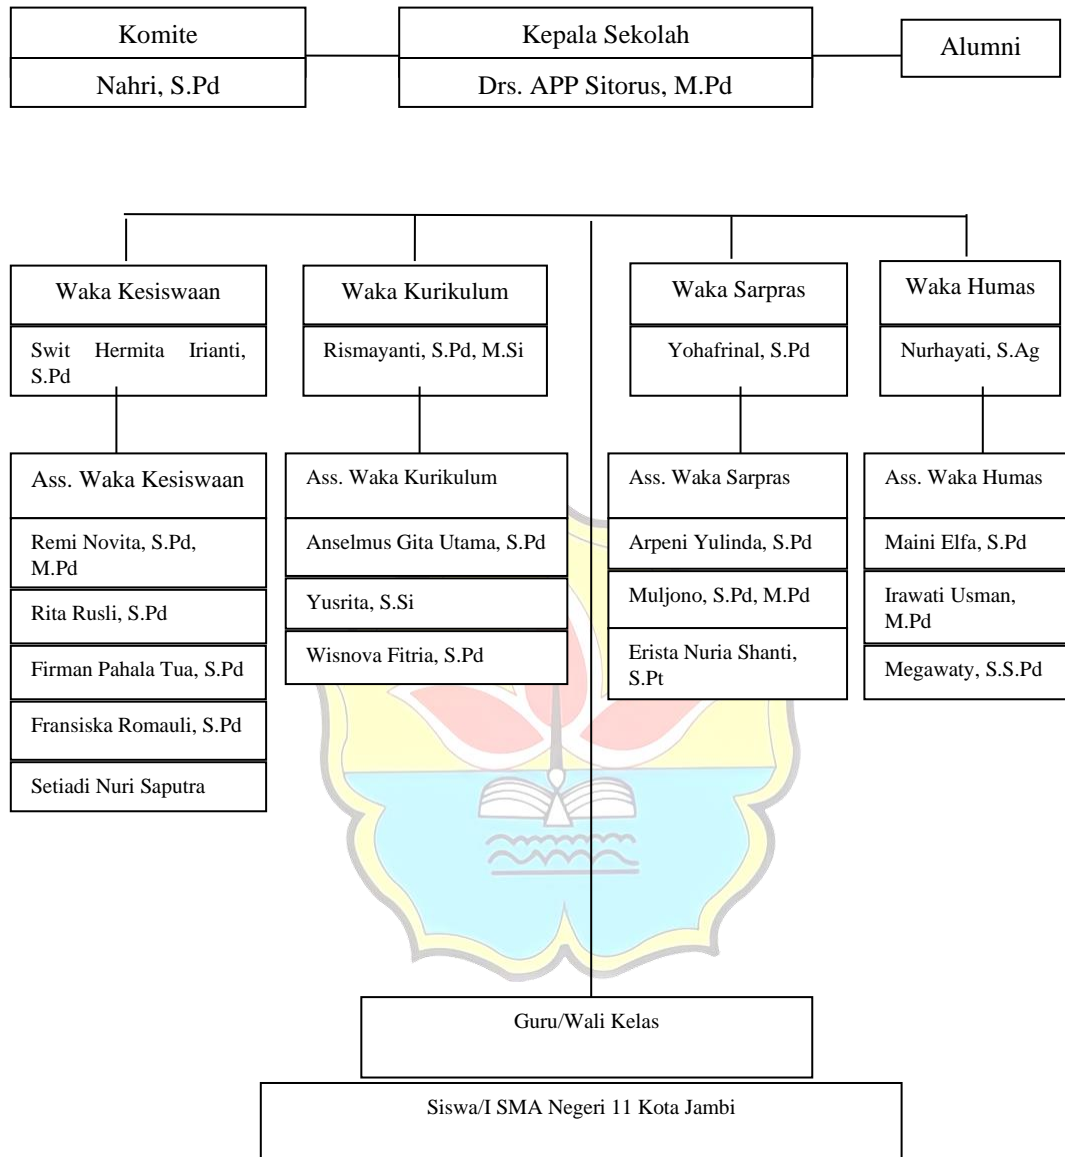 Komite
Nahri, S.Pd
Kepala Sekolah
Drs. APP Sitorus, M.Pd
Alumni
Waka Kesiswaan
Swit Hermita Irianti,
S.Pd
Waka Kurikulum
Rismayanti, S.Pd, M.Si
Waka Sarpras
Yohafrinal, S.Pd
Waka Humas
Nurhayati, S.Ag
Ass. Waka Kesiswaan
Remi Novita, S.Pd,
M.Pd
Rita Rusli, S.Pd
Firman Pahala Tua, S.Pd
Fransiska Romauli, S.Pd
Setiadi Nuri Saputra
Ass. Waka Kurikulum
Anselmus Gita Utama, S.Pd
Yusrita, S.Si
Wisnova Fitria, S.Pd
Ass. Waka Sarpras
Arpeni Yulinda, S.Pd
Muljono, S.Pd, M.Pd
Erista Nuria Shanti,
S.Pt
Ass. Waka Humas
Maini Elfa, S.Pd
Irawati Usman,
M.Pd
Megawaty, S.S.Pd
Guru/Wali Kelas
Siswa/I SMA Negeri 11 Kota Jambi